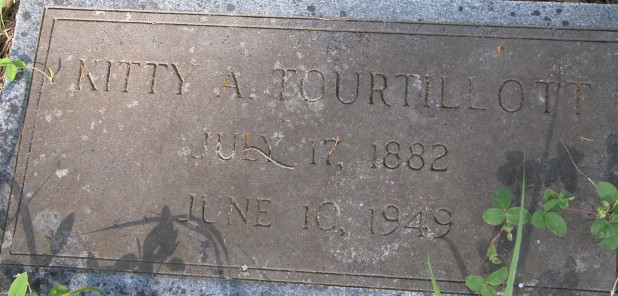 KITTY A. TOURTILLOTT
JULY 17, 1882
JUNE 10, 1949